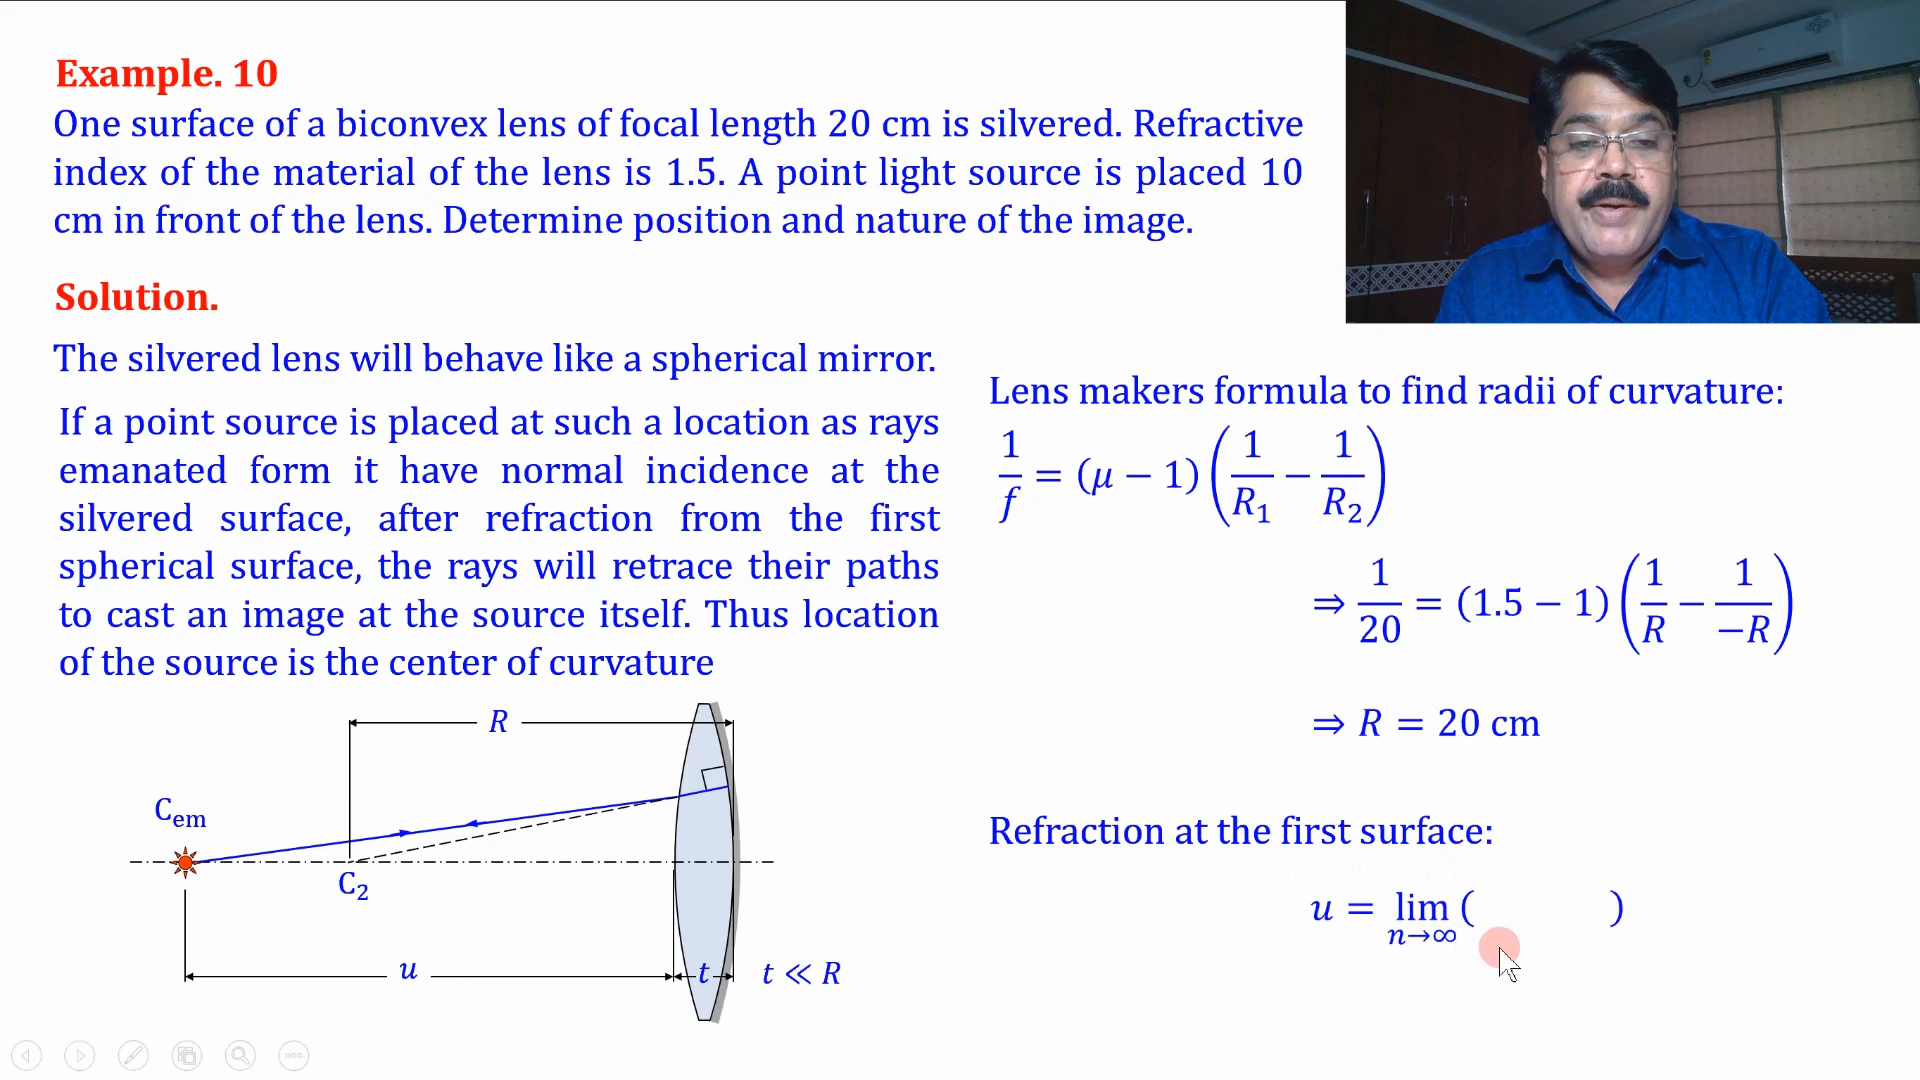 Example. 10
One surface of a biconvex lens of focal length 20 cm is silvered. Refractive
index of the material of the lens is 1.5. A point light source is placed 10
cm in front of the lens. Determine position and nature of the image.
Solution.
The silvered lens will behave like a spherical mirror.
If a point source is placed at such a location as rays
emanated form it have normal incidence at the
silvered surface, after refraction from the first
spherical surface, the rays will retrace their paths
to cast an image at the source itself. Thus location
of the source is the center of curvature
R
C_em
C_2
u
t
t ≪ R
Lens makers formula to find radii of curvature:
1/f = (μ − 1)(1/R_1 − 1/R_2)
⇒ 1/20 = (1.5 − 1)(1/R − 1/−R)
⇒ R = 20 cm
Refraction at the first surface:
u = lim_{n→∞} ( )